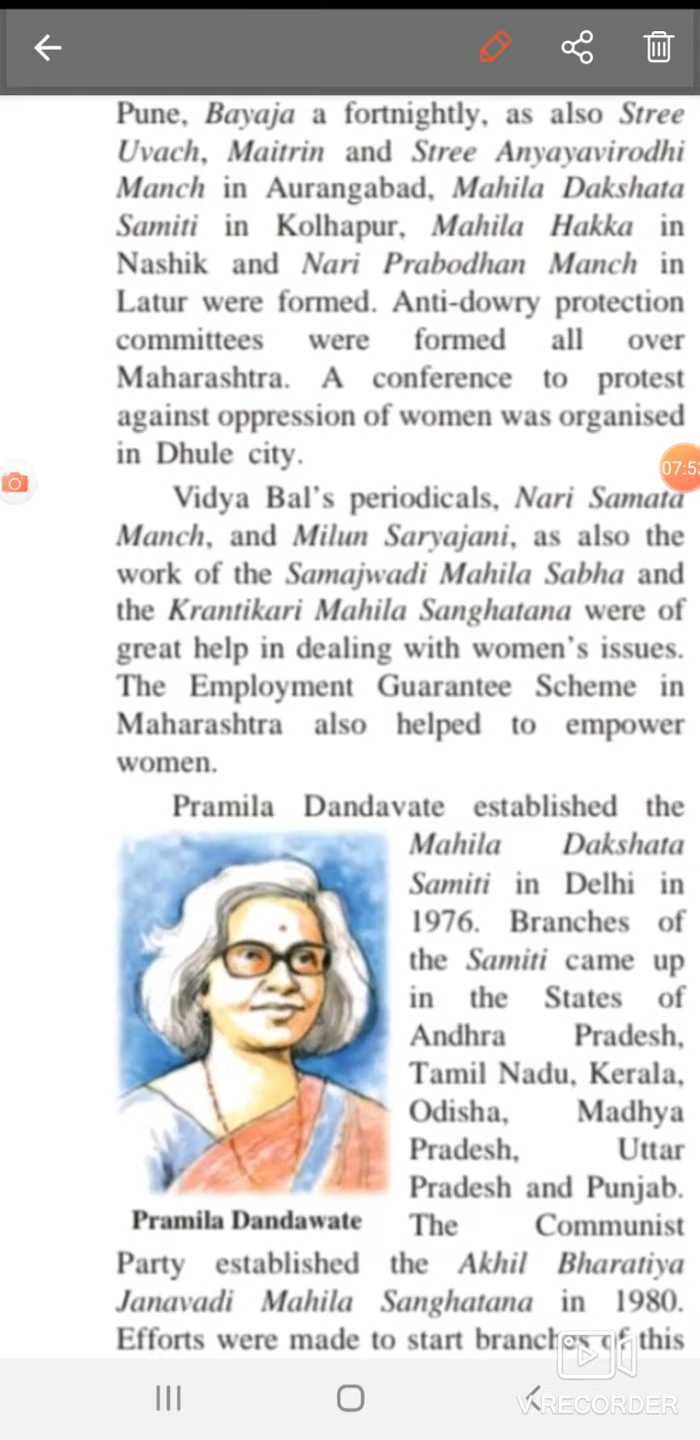 Pune, Bayaja a fortnightly, as also Stree
Uvach, Maitrin and Stree Anyayavirodhi
Manch in Aurangabad, Mahila Dakshata
Samiti in Kolhapur, Mahila Hakka in
Nashik and Nari Prabodhan Manch in
Latur were formed. Anti-dowry protection
committees were formed all over
Maharashtra. A conference to protest
against oppression of women was organised
in Dhule city.
07:5
Vidya Bal's periodicals, Nari Samata
Manch, and Milun Saryajani, as also the
work of the Samajwadi Mahila Sabha and
the Krantikari Mahila Sanghatana were of
great help in dealing with women's issues.
The Employment Guarantee Scheme in
Maharashtra also helped to empower
women.
Pramila Dandavate established the
Mahila Dakshata
Samiti in Delhi in
1976. Branches of
the Samiti came up
in the States of
Andhra Pradesh,
Tamil Nadu, Kerala,
Odisha, Madhya
Pradesh, Uttar
Pradesh and Punjab.
Pramila Dandawate
The Communist
Party established the Akhil Bharatiya
Janavadi Mahila Sanghatana in 1980.
Efforts were made to start branches of this
V RECORDER